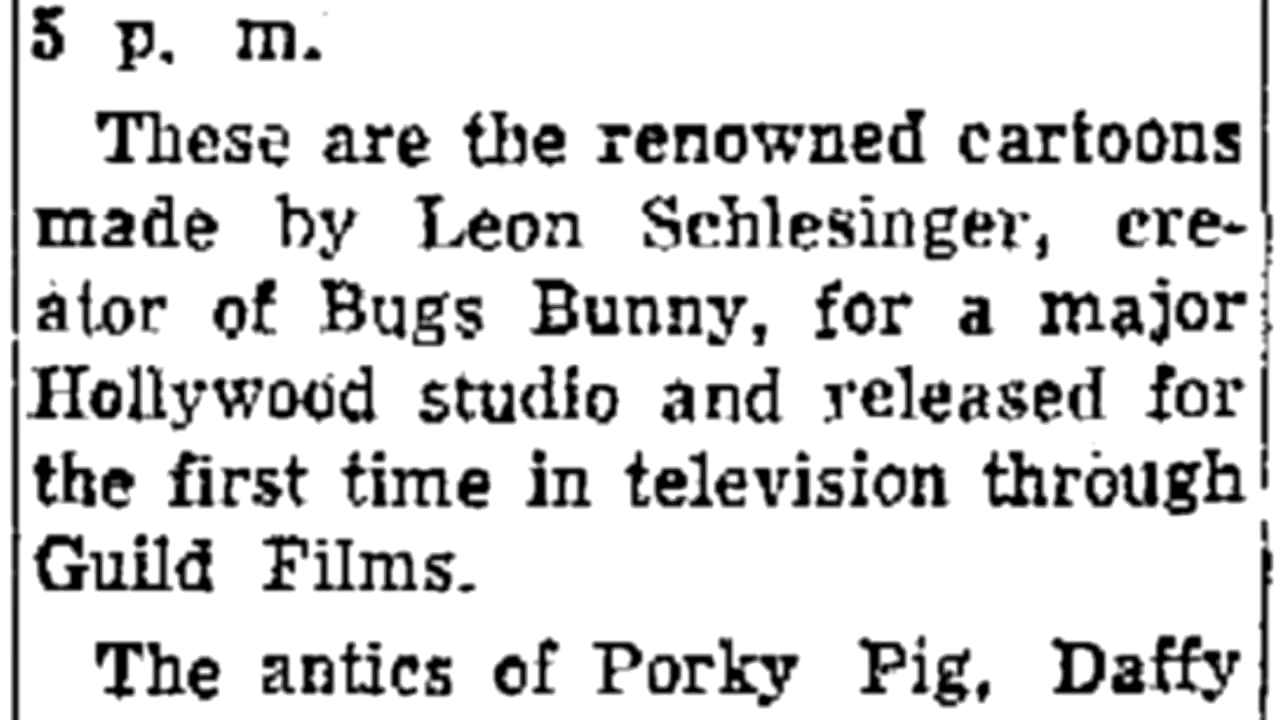 5 p. m.
These are the renowned cartoons
made by Leon Schlesinger, cre-
ator of Bugs Bunny, for a major
Hollywood studio and released for
the first time in television through
Guild Films.
The antics of Porky Pig, Daffy